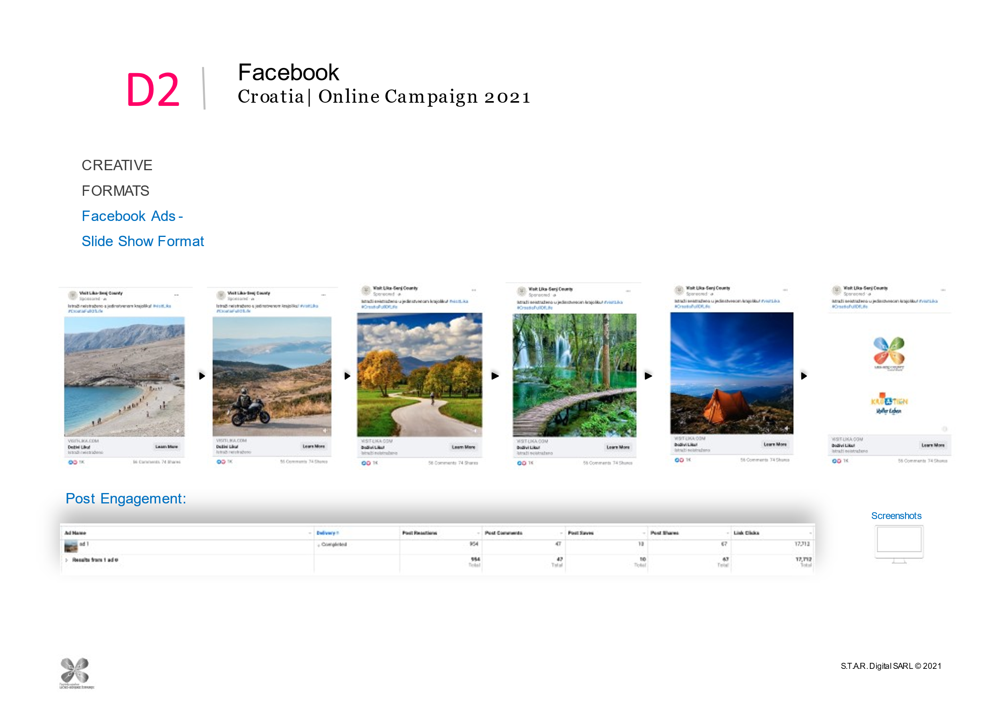 D2
Facebook
Croatia| Online Campaign 2021
CREATIVE
FORMATS
Facebook Ads -
Slide Show Format
Visit Lika-Senj County
Sponsored ·
Istraži neistraženo u jedinstvenom krajoliku! #visitLika
#CroatiaFullOfLife
VISIT-LIKA.COM
Doživi Liku!
Istraži neistraženo
Learn More
1K
56 Comments 74 Shares
Visit Lika-Senj County
Sponsored ·
Istraži neistraženo u jedinstvenom krajoliku! #visitLika
#CroatiaFullOfLife
VISIT-LIKA.COM
Doživi Liku!
Istraži neistraženo
Learn More
1K
56 Comments 74 Shares
Visit Lika-Senj County
Sponsored ·
Istraži neistraženo u jedinstvenom krajoliku! #visitLika
#CroatiaFullOfLife
VISIT-LIKA.COM
Doživi Liku!
Istraži neistraženo
Learn More
1K
56 Comments 74 Shares
Visit Lika-Senj County
Sponsored ·
Istraži neistraženo u jedinstvenom krajoliku! #visitLika
#CroatiaFullOfLife
VISIT-LIKA.COM
Doživi Liku!
Istraži neistraženo
Learn More
1K
56 Comments 74 Shares
Visit Lika-Senj County
Sponsored ·
Istraži neistraženo u jedinstvenom krajoliku! #visitLika
#CroatiaFullOfLife
VISIT-LIKA.COM
Doživi Liku!
Istraži neistraženo
Learn More
1K
56 Comments 74 Shares
Visit Lika-Senj County
Sponsored ·
Istraži neistraženo u jedinstvenom krajoliku! #visitLika
#CroatiaFullOfLife
LIKA-SENJ COUNTY
KROATIEN
Voller Leben
VISIT-LIKA.COM
Doživi Liku!
Istraži neistraženo
Learn More
1K
56 Comments 74 Shares
Post Engagement:
Screenshots
Ad Name Delivery Post Reactions Post Comments Post Saves Post Shares Link Clicks
ad 1 Completed 954 47 10 67 17,712
Results from 1 ad 954 47 10 67 17,712
Total Total Total Total Total
S.T.A.R. Digital SARL © 2021